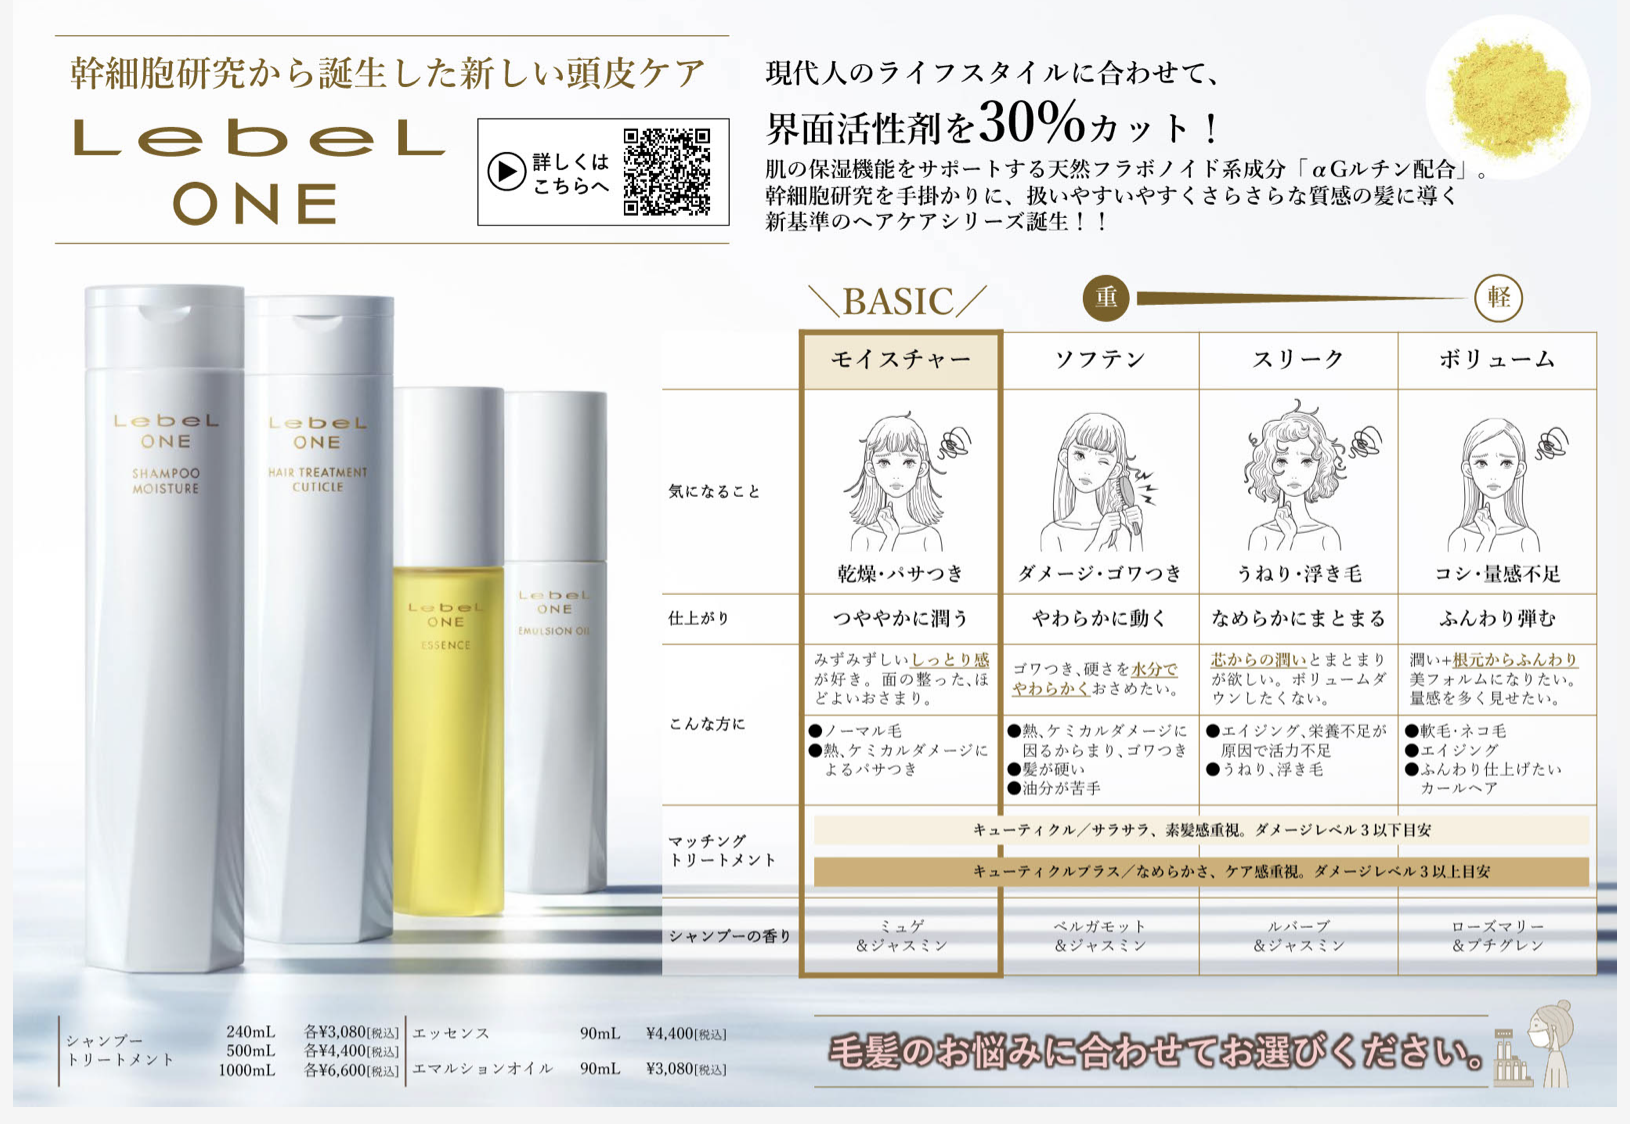 幹細胞研究から誕生した新しい頭皮ケア
LebeL
ONE
詳しくは
こちらへ
現代人のライフスタイルに合わせて、
界面活性剤を30%カット！
肌の保湿機能をサポートする天然フラボノイド系成分「αGルチン配合」。
幹細胞研究を手掛かりに、扱いやすいやすくさらさらな質感の髪に導く
新基準のヘアケアシリーズ誕生！！
LebeL
ONE
SHAMPOO
MOISTURE
LebeL
ONE
HAIR TREATMENT
CUTICLE
LebeL
ONE
ESSENCE
LebeL
ONE
EMULSION OIL
＼BASIC／
重
軽
モイスチャー
ソフテン
スリーク
ボリューム
気になること
乾燥・パサつき
ダメージ・ゴワつき
うねり・浮き毛
コシ・量感不足
仕上がり
つややかに潤う
やわらかに動く
なめらかにまとまる
ふんわり弾む
こんな方に
みずみずしいしっとり感
が好き。面の整った、ほ
どよいおさまり。
ゴワつき、硬さを水分で
やわらかくおさめたい。
芯からの潤いとまとまり
が欲しい。ボリュームダ
ウンしたくない。
潤い+根元からふんわり
美フォルムになりたい。
量感を多く見せたい。
●ノーマル毛
●熱、ケミカルダメージに
よるパサつき
●熱、ケミカルダメージに
因るからまり、ゴワつき
●髪が硬い
●油分が苦手
●エイジング、栄養不足が
原因で活力不足
●うねり、浮き毛
●軟毛・ネコ毛
●エイジング
●ふんわり仕上げたい
カールヘア
マッチング
トリートメント
キューティクル／サラサラ、素髪感重視。ダメージレベル３以下目安
キューティクルプラス／なめらかさ、ケア感重視。ダメージレベル３以上目安
シャンプーの香り
ミュゲ
&ジャスミン
ベルガモット
&ジャスミン
ルバーブ
&ジャスミン
ローズマリー
&プチグレン
シャンプー
トリートメント
240mL 各¥3,080[税込]
500mL 各¥4,400[税込]
1000mL 各¥6,600[税込]
エッセンス 90mL ¥4,400[税込]
エマルションオイル 90mL ¥3,080[税込]
毛髪のお悩みに合わせてお選びください。